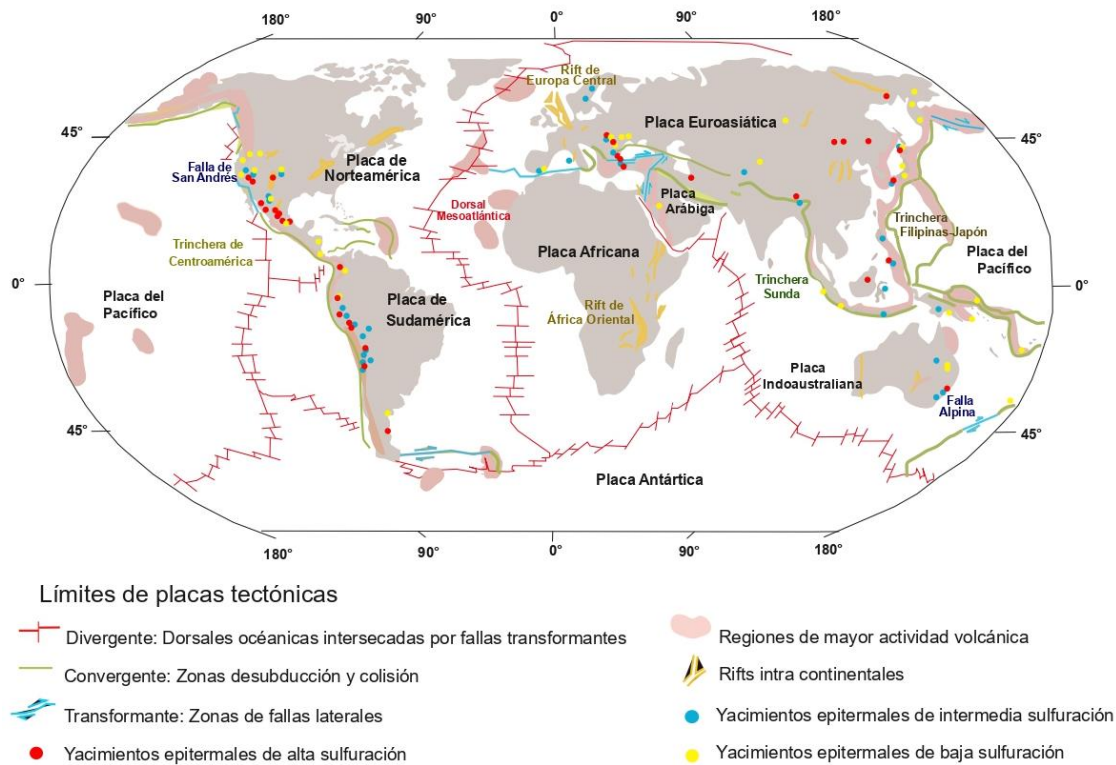 180°
90°
0°
90°
180°
Rift de
Europa Central
45°
45°
Placa Euroasiática
Falla de
San Andrés
Placa de
Norteamérica
Placa
Arábiga
Dorsal
Mesoatlántica
Trinchera
Filipinas-Japón
Trinchera de
Centroamérica
Placa Africana
Placa del
Pacífico
Trinchera
Sunda
0°
0°
Placa del
Pacífico
Placa de
Sudamérica
Rift de
África Oriental
Placa
Indoaustraliana
Falla
Alpina
45°
45°
Placa Antártica
180°
90°
0°
90°
180°
Límites de placas tectónicas
Divergente: Dorsales océanicas intersecadas por fallas transformantes
Convergente: Zonas desubducción y colisión
Transformante: Zonas de fallas laterales
Yacimientos epitermales de alta sulfuración
Regiones de mayor actividad volcánica
Rifts intra continentales
Yacimientos epitermales de intermedia sulfuración
Yacimientos epitermales de baja sulfuración